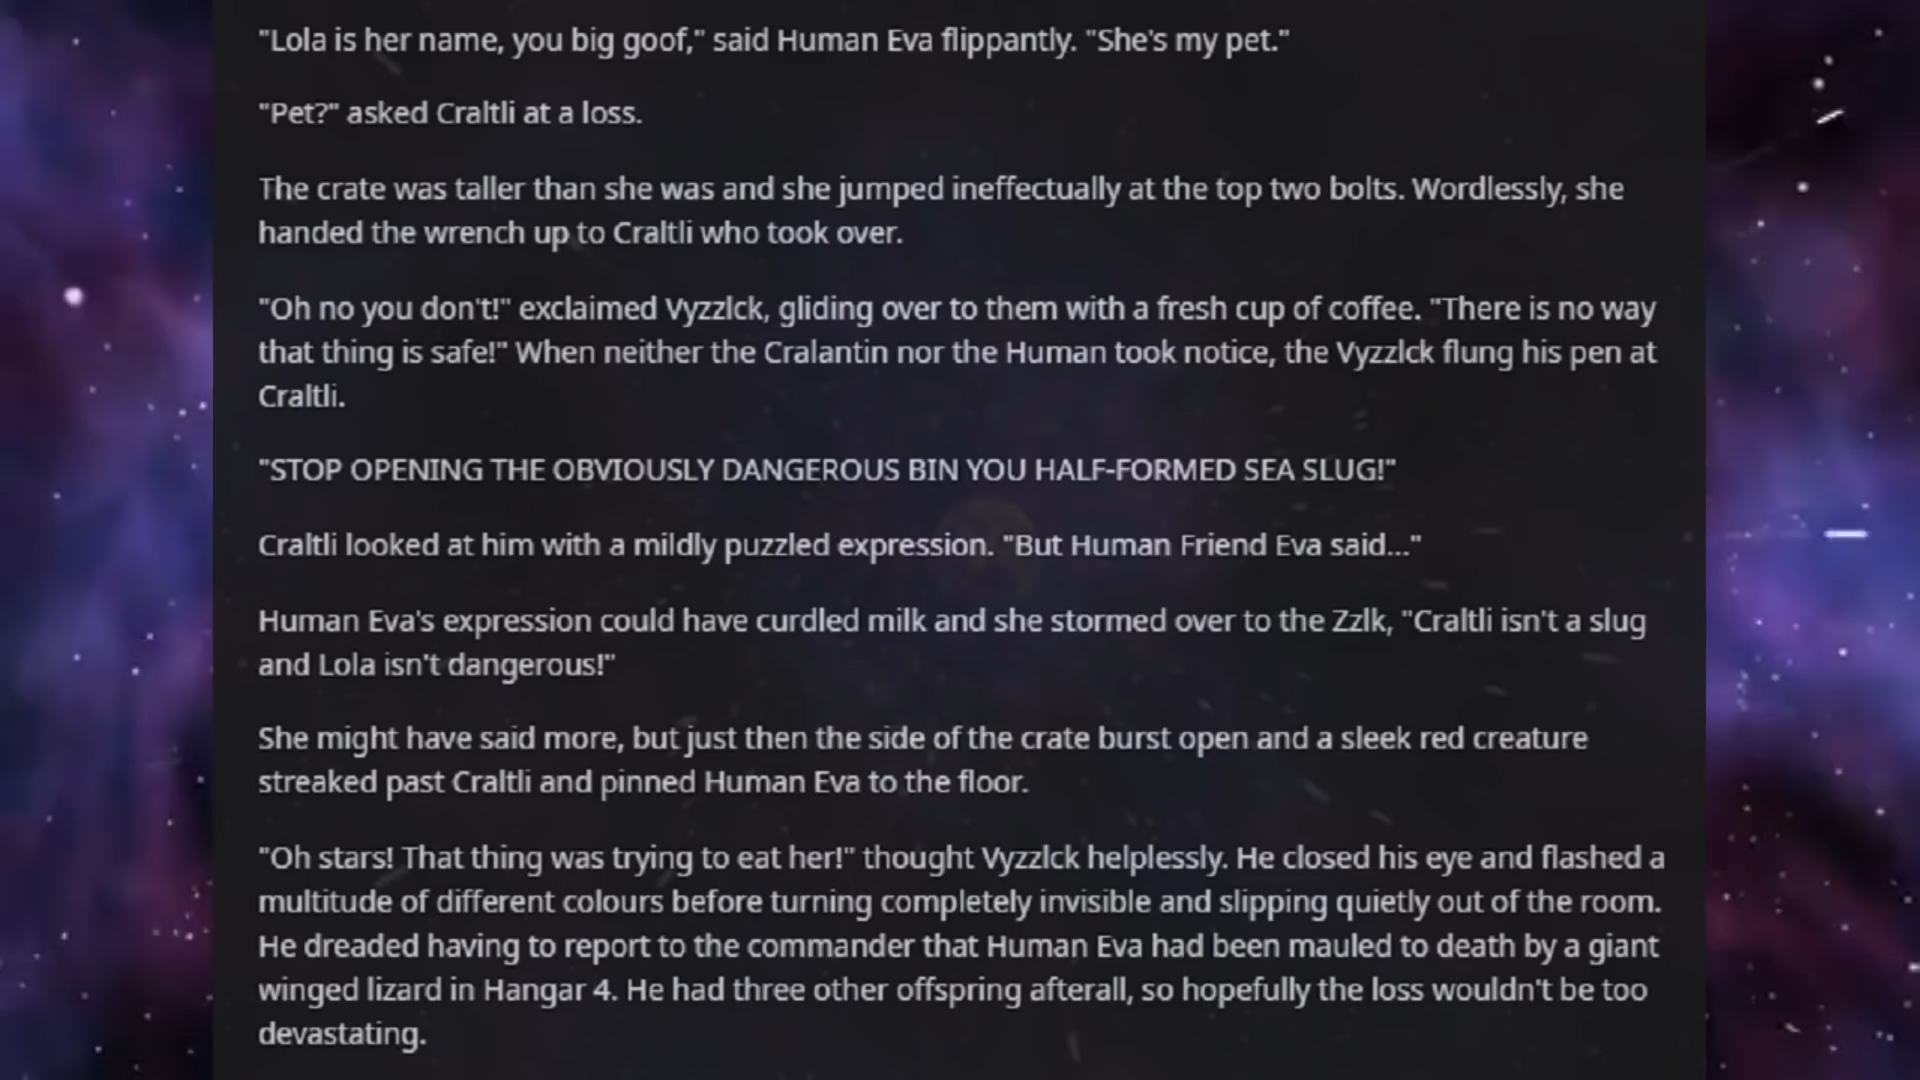 "Lola is her name, you big goof," said Human Eva flippantly. "She's my pet."
"Pet?" asked Craltli at a loss.
The crate was taller than she was and she jumped ineffectually at the top two bolts. Wordlessly, she
handed the wrench up to Craltli who took over.
"Oh no you don't!" exclaimed Vyzzlck, gliding over to them with a fresh cup of coffee. "There is no way
that thing is safe!" When neither the Cralantin nor the Human took notice, the Vyzzlck flung his pen at
Craltli.
"STOP OPENING THE OBVIOUSLY DANGEROUS BIN YOU HALF-FORMED SEA SLUG!"
Craltli looked at him with a mildly puzzled expression. "But Human Friend Eva said..."
Human Eva's expression could have curdled milk and she stormed over to the Zzlk, "Craltli isn't a slug
and Lola isn't dangerous!"
She might have said more, but just then the side of the crate burst open and a sleek red creature
streaked past Craltli and pinned Human Eva to the floor.
"Oh stars! That thing was trying to eat her!" thought Vyzzlck helplessly. He closed his eye and flashed a
multitude of different colours before turning completely invisible and slipping quietly out of the room.
He dreaded having to report to the commander that Human Eva had been mauled to death by a giant
winged lizard in Hangar 4. He had three other offspring afterall, so hopefully the loss wouldn't be too
devastating.